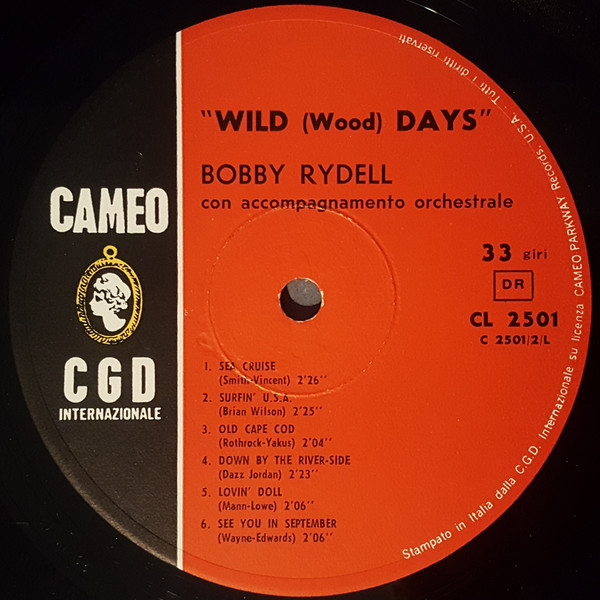 "WILD (Wood) DAYS"
BOBBY RYDELL
con accompagnamento orchestrale
CAMEO
CGD
INTERNAZIONALE
33 giri
DR
CL 2501
C 2501/2/L
1. SEA CRUISE
(Smith-Vincent) 2'26"
2. SURFIN' U.S.A.
(Brian Wilson) 2'25"
3. OLD CAPE COD
(Rothrock-Yakus) 2'04"
4. DOWN BY THE RIVER-SIDE
(Dazz Jordan) 2'23"
5. LOVIN' DOLL
(Mann-Lowe) 2'06"
6. SEE YOU IN SEPTEMBER
(Wayne-Edwards) 2'06"
Stampato in Italia dalla C.G.D. Internazionale su licenza CAMEO PARKWAY Records, U.S.A. - Tutti i diritti riservati